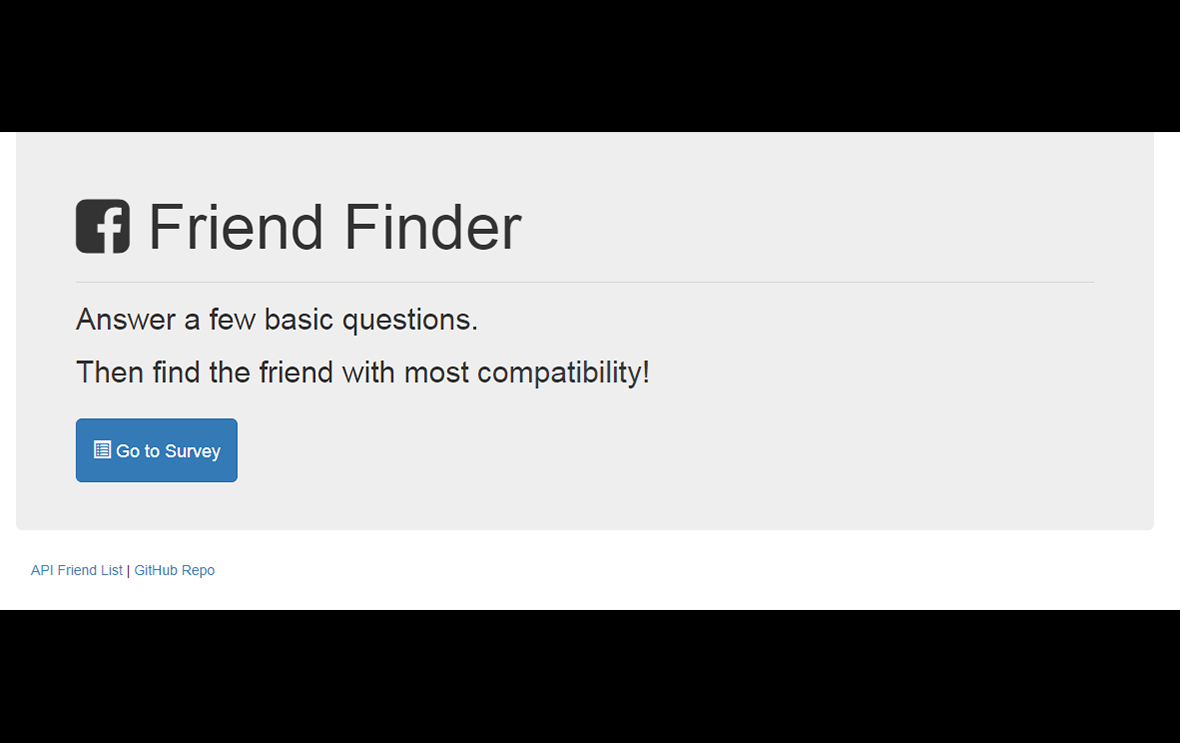 Friend Finder
Answer a few basic questions.
Then find the friend with most compatibility!
Go to Survey
API Friend List | GitHub Repo